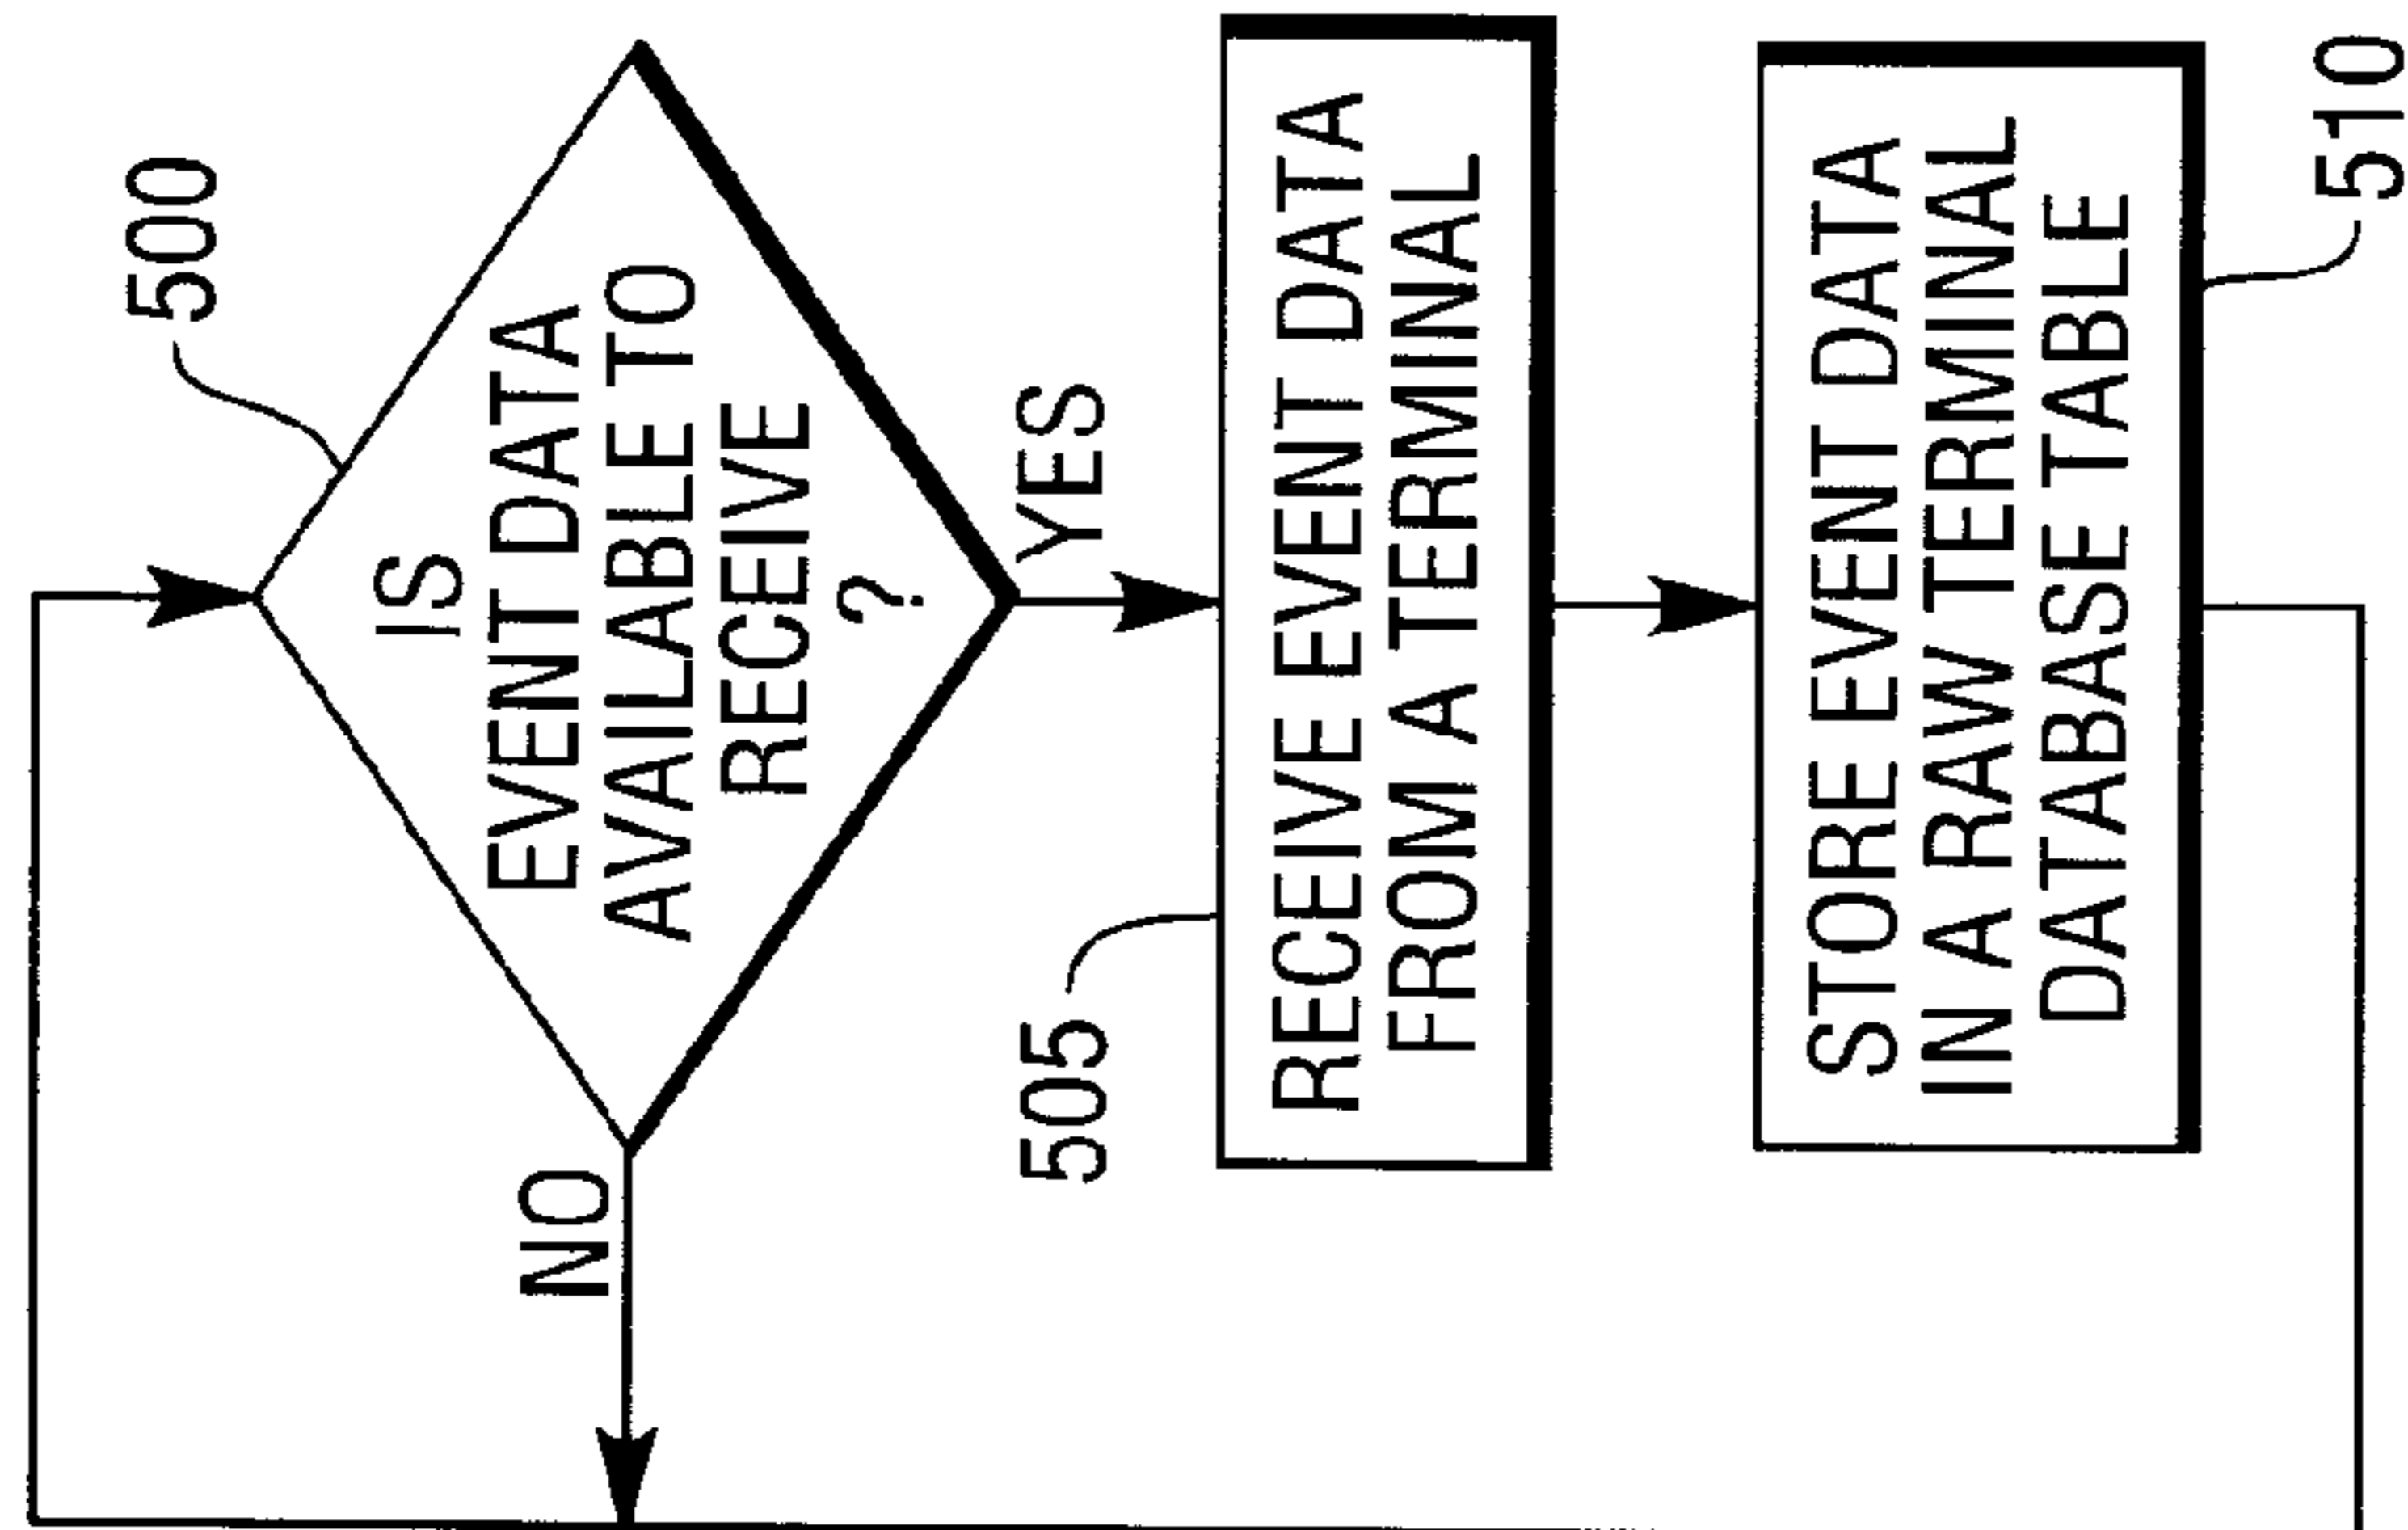 500
IS
EVENT DATA
AVAILABLE TO
RECEIVE
?
NO
YES
505
RECEIVE EVENT DATA
FROM A TERMINAL
STORE EVENT DATA
IN A RAW TERMINAL
DATABASE TABLE
510